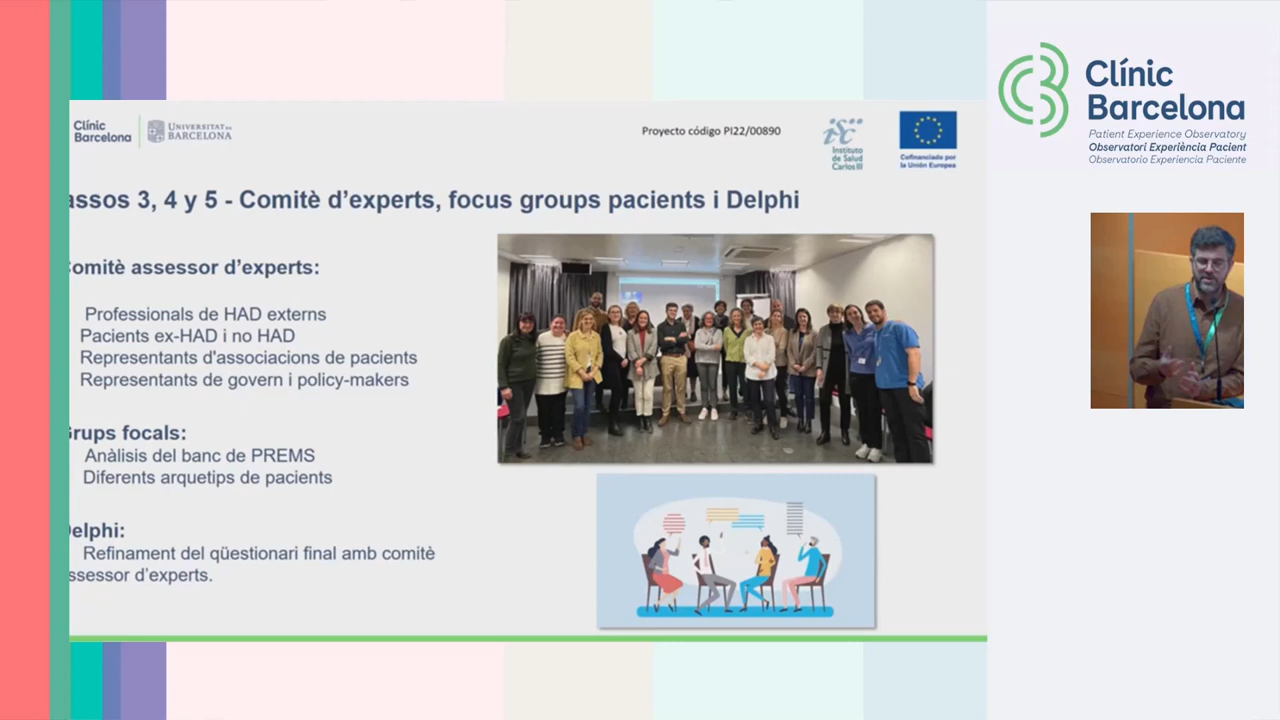 Clínic
Barcelona
UNIVERSITAT DE
BARCELONA
Proyecto código PI22/00890
isc
Instituto
de Salud
Carlos III
Cofinanciado por
la Unión Europea
assos 3, 4 y 5 - Comitè d’experts, focus groups pacients i Delphi
omitè assessor d’experts:
Professionals de HAD externs
Pacients ex-HAD i no HAD
Representants d'associacions de pacients
Representants de govern i policy-makers
rups focals:
Anàlisis del banc de PREMS
Diferents arquetips de pacients
elphi:
Refinament del qüestionari final amb comitè
ssessor d’experts.
Clínic
Barcelona
Patient Experience Observatory
Observatori Experiència Pacient
Observatorio Experiencia Paciente